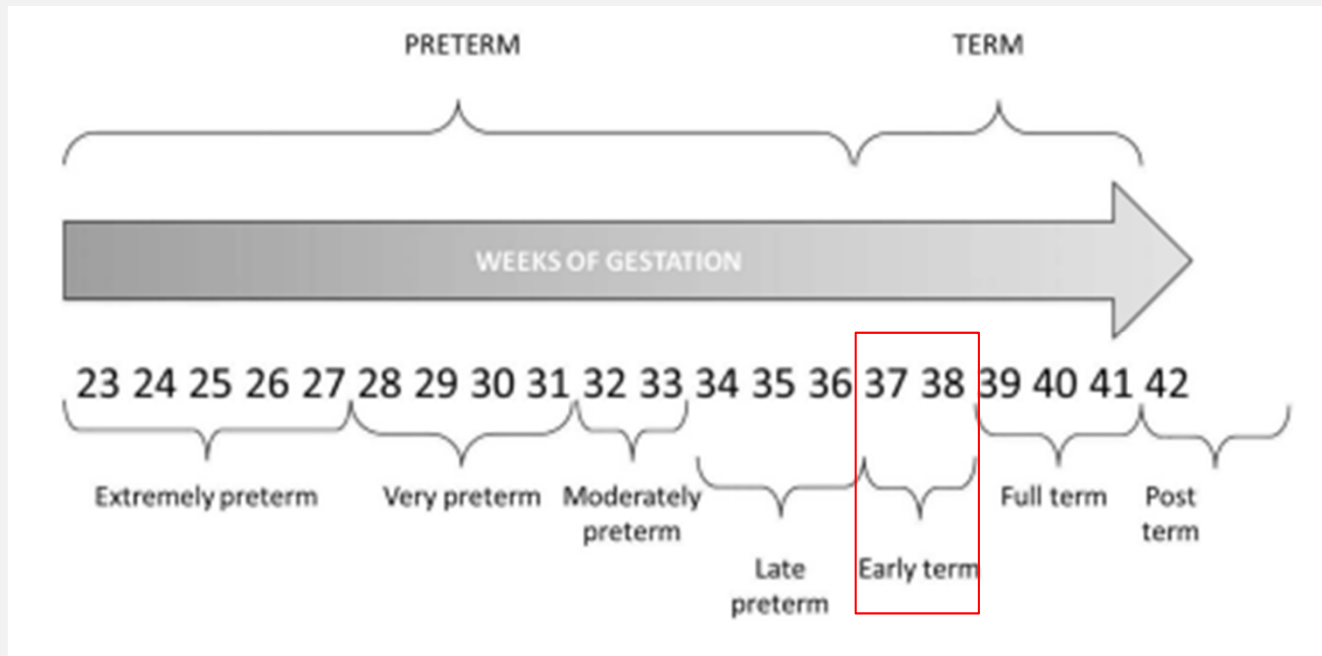 PRETERM TERM
WEEKS OF GESTATION
23 24 25 26 27 28 29 30 31 32 33 34 35 36 37 38 39 40 41 42
Extremely preterm Very preterm Moderately preterm Full term Post term
Late preterm Early term